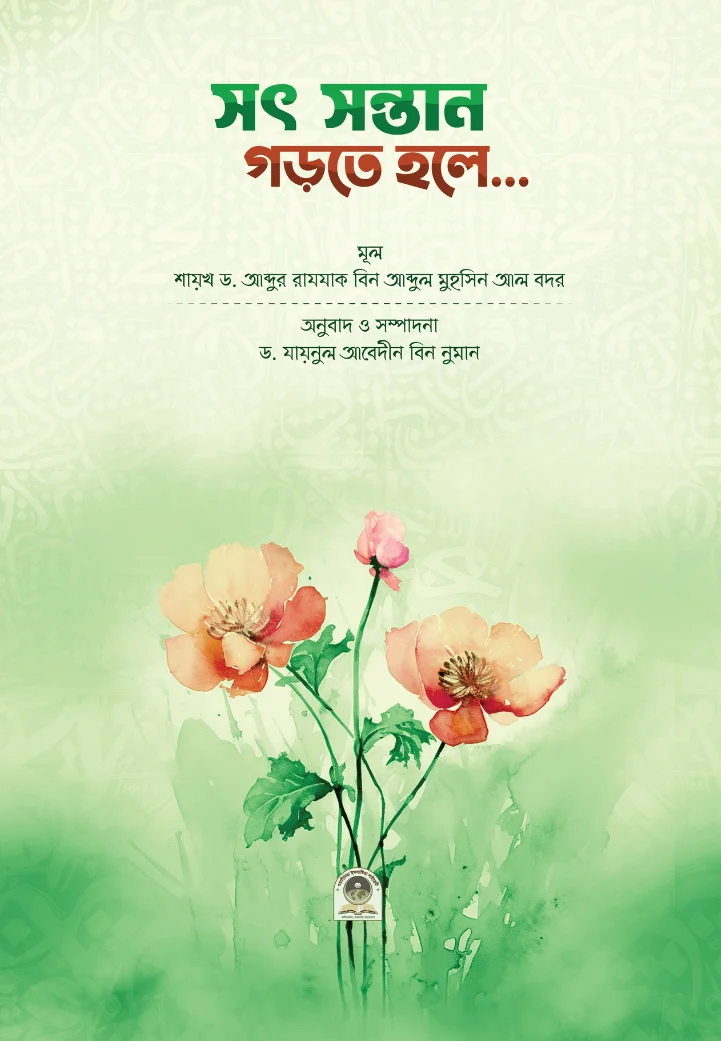 সৎ সন্তান
গড়তে হলে...
মূল
শায়খ ড. আব্দুর রাযযাক বিন আব্দুল মুহসিন আল বদর
অনুবাদ ও সম্পাদনা
ড. যায়নুল আবেদীন বিন নুমান